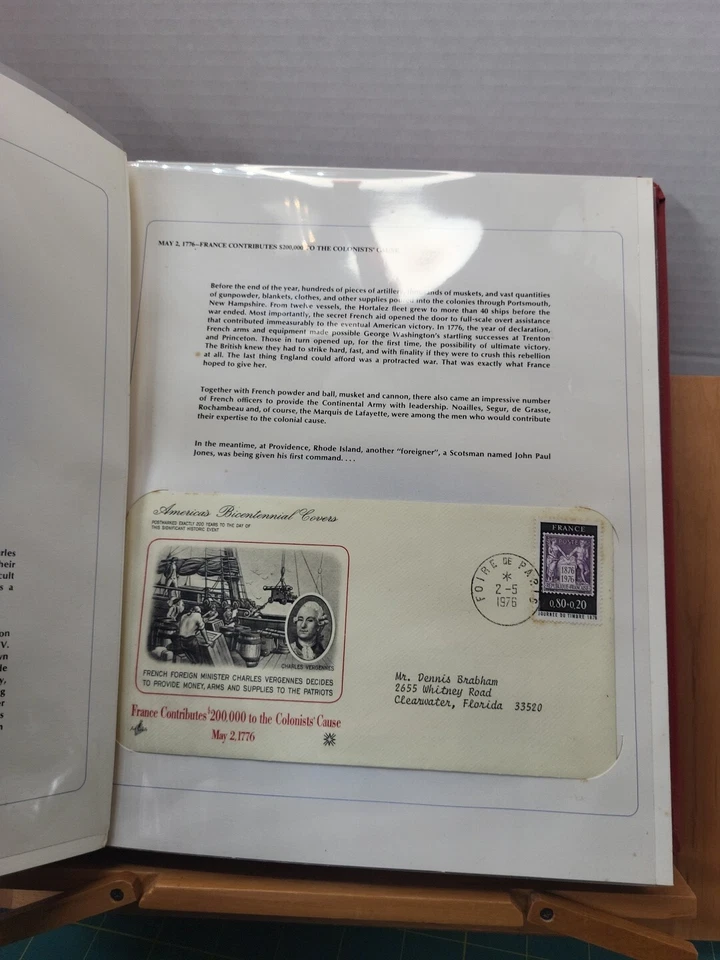 MAY 2, 1776—FRANCE CONTRIBUTES $200,000 TO THE COLONISTS'
Before the end of the year, hundreds of pieces of artillery, thousands of muskets, and vast quantities
of gunpowder, blankets, clothes, and other supplies poured into the colonies through Portsmouth,
New Hampshire. From twelve vessels, the Hortalez fleet grew to more than 40 ships before the
war ended. Most importantly, the secret French aid opened the door to full-scale overt assistance
that contributed immeasurably to the eventual American victory. In 1776, the year of declaration,
French arms and equipment made possible George Washington's startling successes at Trenton
and Princeton. Those in turn opened up, for the first time, the possibility of ultimate victory.
The British knew they had to strike hard, fast, and with finality if they were to crush this rebellion
at all. The last thing England could afford was a protracted war. That was exactly what France
hoped to give her.
Together with French powder and ball, musket and cannon, there also came an impressive number
of French officers to provide the Continental Army with leadership. Noailles, Segur, de Grasse,
Rochambeau and, of course, the Marquis de Lafayette, were among the men who would contribute
their expertise to the colonial cause.
In the meantime, at Providence, Rhode Island, another "foreigner", a Scotsman named John Paul
Jones, was being given his first command....
America's Bicentennial Covers
POSTMARKED EXACTLY 200 YEARS TO THE DAY OF
THIS SIGNIFICANT HISTORIC EVENT
CHARLES VERGENNES
FRENCH FOREIGN MINISTER CHARLES VERGENNES DECIDES
TO PROVIDE MONEY, ARMS AND SUPPLIES TO THE PATRIOTS
France Contributes $200,000 to the Colonists' Cause
May 2, 1776
FOIRE DE PARIS
2-5
1976
FRANCE
1876
1976
0,80+0,20
JOURNÉE DU TIMBRE 1976
Mr. Dennis Brabham
2655 Whitney Road
Clearwater, Florida 33520